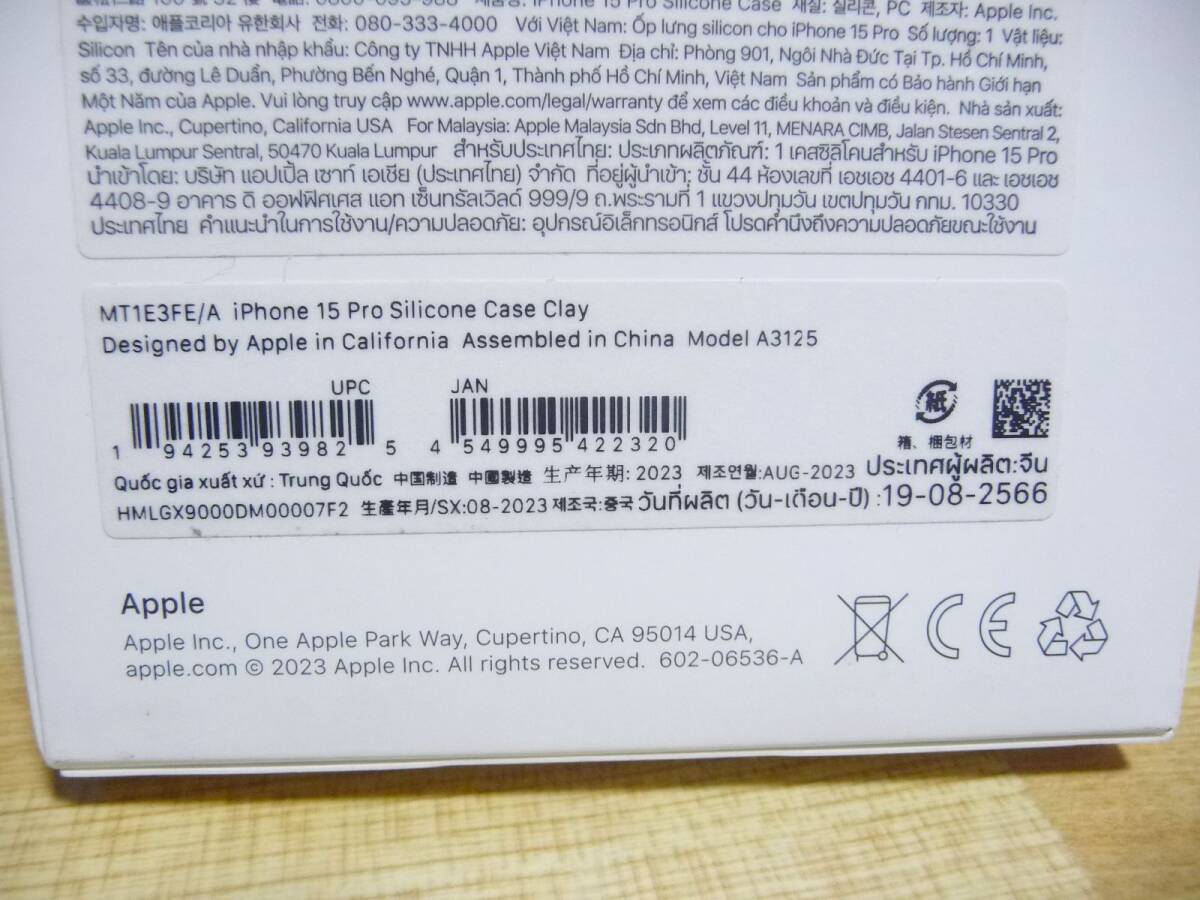 iPhone 15 Pro Silicone Case 재질: 실리콘, PC 제조자: Apple Inc.
수입자명: 애플코리아 유한회사 전화: 080-333-4000 Với Việt Nam: Ốp lưng silicon cho iPhone 15 Pro Số lượng: 1 Vật liệu:
Silicon Tên của nhà nhập khẩu: Công ty TNHH Apple Việt Nam Địa chỉ: Phòng 901, Ngôi Nhà Đức Tại Tp. Hồ Chí Minh,
số 33, đường Lê Duẩn, Phường Bến Nghé, Quận 1, Thành phố Hồ Chí Minh, Việt Nam Sản phẩm có Bảo hành Giới hạn
Một Năm của Apple. Vui lòng truy cập www.apple.com/legal/warranty để xem các điều khoản và điều kiện. Nhà sản xuất:
Apple Inc., Cupertino, California USA For Malaysia: Apple Malaysia Sdn Bhd, Level 11, MENARA CIMB, Jalan Stesen Sentral 2,
Kuala Lumpur Sentral, 50470 Kuala Lumpur สำหรับประเทศไทย: ประเภทผลิตภัณฑ์: 1 เคสซิลิโคนสำหรับ iPhone 15 Pro
นำเข้าโดย: บริษัท แอปเปิ้ล เซาท์ เอเชีย (ประเทศไทย) จำกัด ที่อยู่ผู้นำเข้า: ชั้น 44 ห้องเลขที่ เอชเอช 4401-6 และ เอชเอช
4408-9 อาคาร ดิ ออฟฟิศเศส แอท เซ็นทรัลเวิลด์ 999/9 ถ.พระรามที่ 1 แขวงปทุมวัน เขตปทุมวัน กทม. 10330
ประเทศไทย คำแนะนำในการใช้งาน/ความปลอดภัย: อุปกรณ์อิเล็กทรอนิกส์ โปรดคำนึงถึงความปลอดภัยขณะใช้งาน
MT1E3FE/A iPhone 15 Pro Silicone Case Clay
Designed by Apple in California Assembled in China Model A3125
UPC JAN
1 94253 93982 5 4 549995 422320
紙
箱、梱包材
Quốc gia xuất xứ : Trung Quốc 中国制造 中國製造 生产年期: 2023 제조연월:AUG-2023 ประเทศผู้ผลิต:จีน
HMLGX9000DM00007F2 生產年月/SX:08-2023 제조국:중국 วันที่ผลิต (วัน-เดือน-ปี) :19-08-2566
Apple
Apple Inc., One Apple Park Way, Cupertino, CA 95014 USA,
apple.com © 2023 Apple Inc. All rights reserved. 602-06536-A
CE